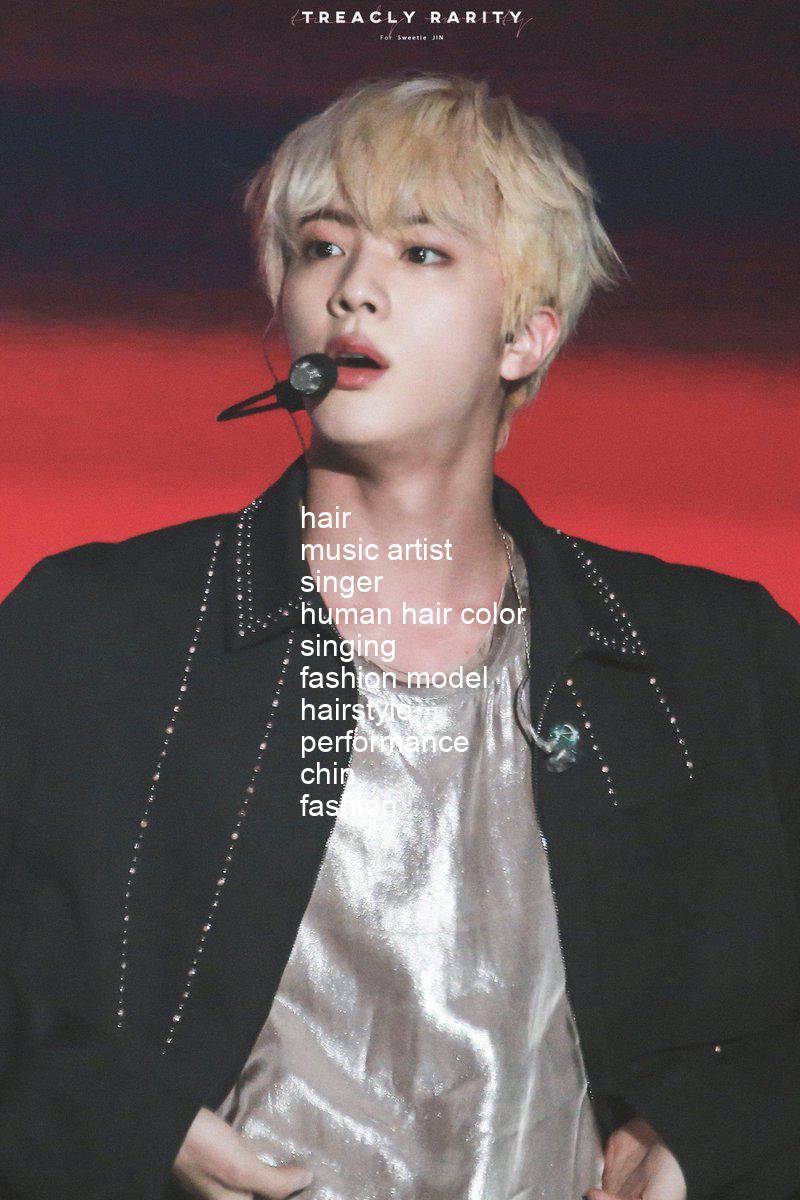 TREACLY RARITY
For Sweetie JIN
hair
music artist
singer
human hair color
singing
fashion model
hairstyle
performance
chin
fashion